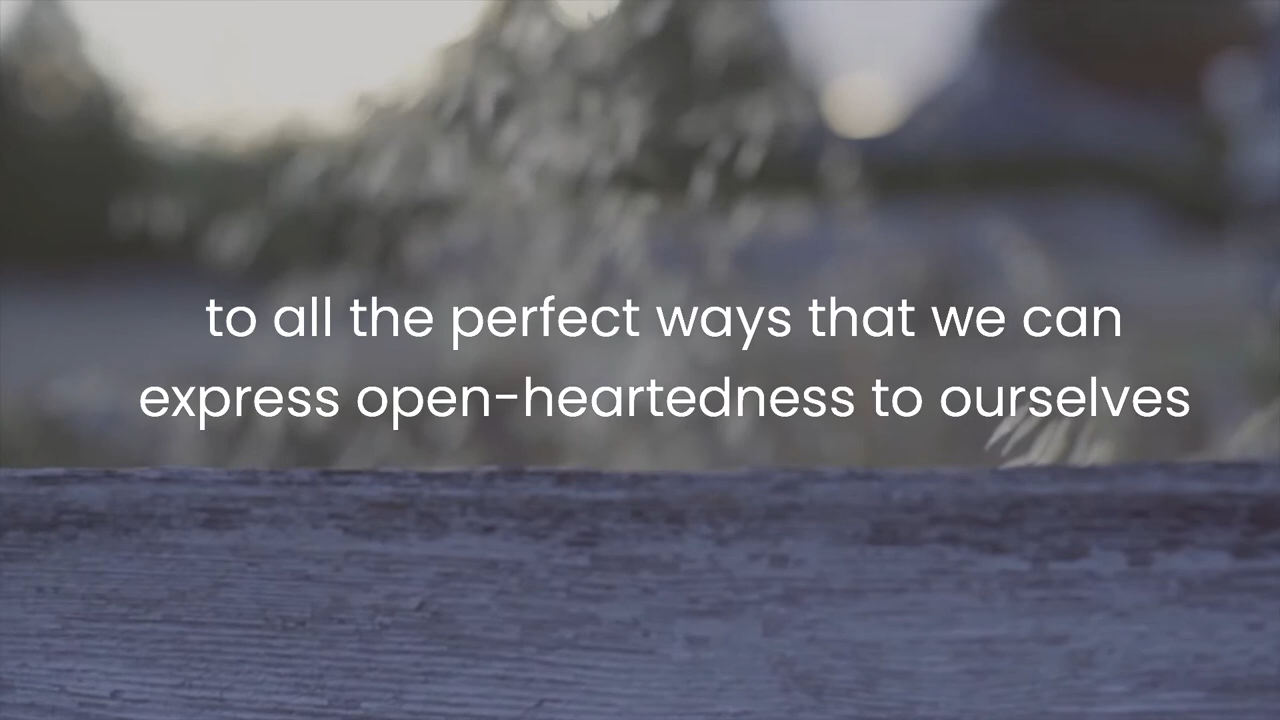 to all the perfect ways that we can
express open-heartedness to ourselves